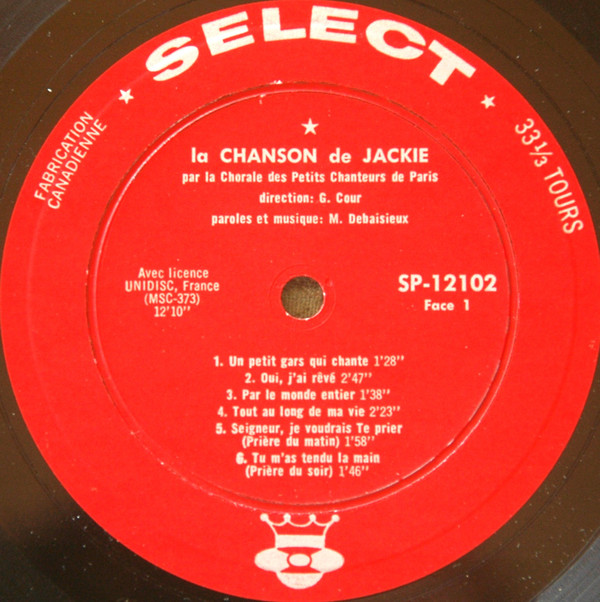 ★ SELECT ★
FABRICATION
CANADIENNE
33 1/3 TOURS
★
la CHANSON de JACKIE
par la Chorale des Petits Chanteurs de Paris
direction: G. Cour
paroles et musique: M. Debaisieux
Avec licence
UNIDISC, France
(MSC-373)
12'10"
SP-12102
Face 1
1. Un petit gars qui chante 1'28"
2. Oui, j'ai rêvé 2'47"
3. Par le monde entier 1'38"
4. Tout au long de ma vie 2'23"
5. Seigneur, je voudrais Te prier
(Prière du matin) 1'58"
6. Tu m'as tendu la main
(Prière du soir) 1'46"